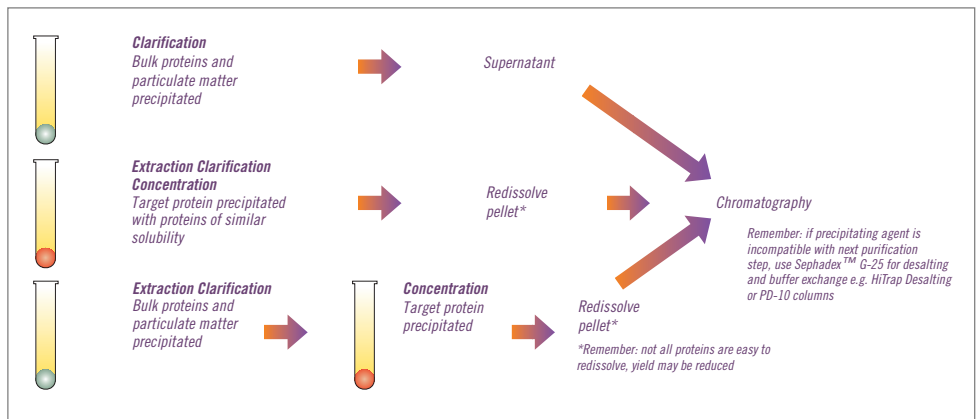 Clarification
Bulk proteins and
particulate matter
precipitated
Supernatant
Extraction Clarification
Concentration
Target protein precipitated
with proteins of similar
solubility
Redissolve
pellet*
Chromatography
Remember: if precipitating agent is
incompatible with next purification
step, use Sephadex™ G-25 for desalting
and buffer exchange e.g. HiTrap Desalting
or PD-10 columns
Extraction Clarification
Bulk proteins and
particulate matter
precipitated
Concentration
Target protein
precipitated
Redissolve
pellet*
*Remember: not all proteins are easy to
redissolve, yield may be reduced